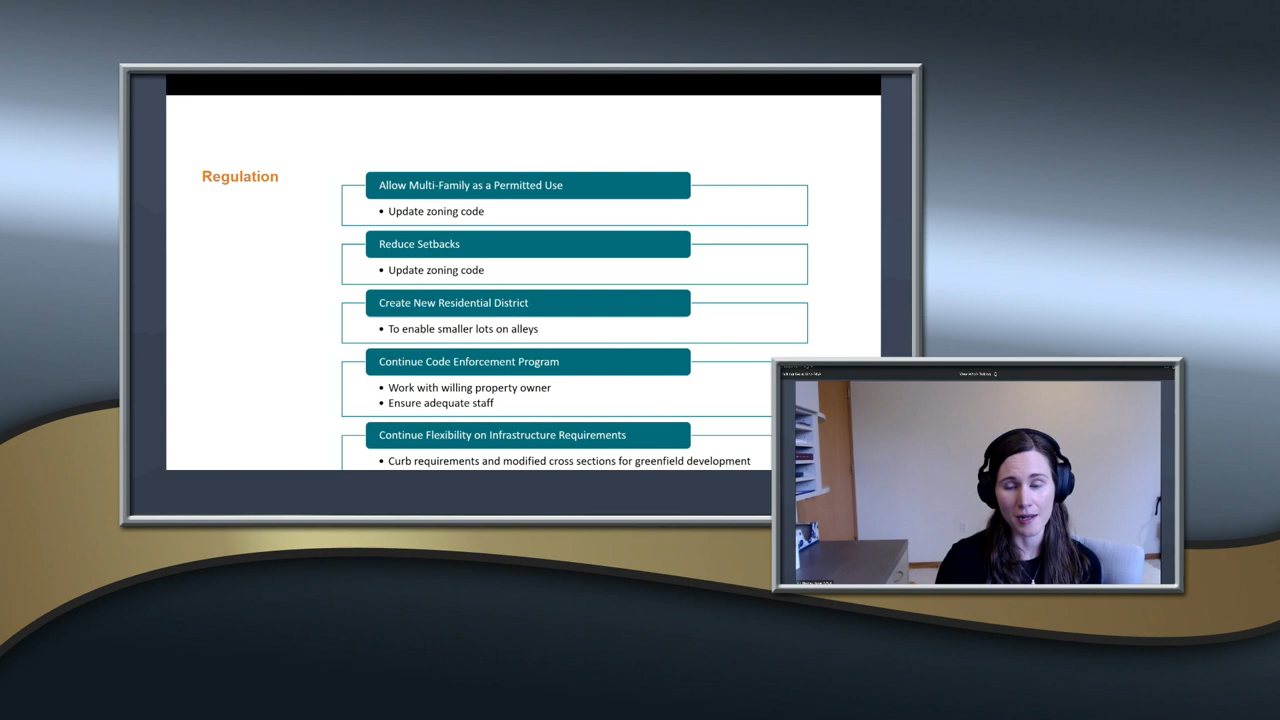 Regulation
Allow Multi-Family as a Permitted Use
• Update zoning code
Reduce Setbacks
• Update zoning code
Create New Residential District
• To enable smaller lots on alleys
Continue Code Enforcement Program
• Work with willing property owner
• Ensure adequate staff
Continue Flexibility on Infrastructure Requirements
• Curb requirements and modified cross sections for greenfield development